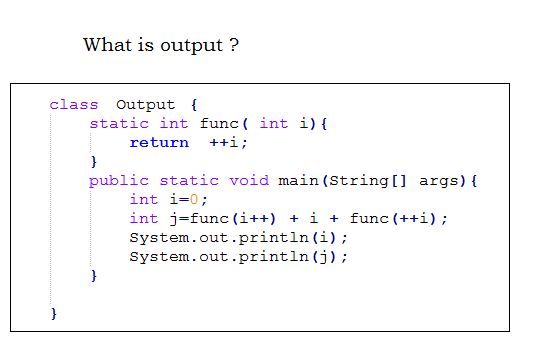 What is output ?
class Output {
static int func( int i){
return ++i;
}
public static void main(String[] args){
int i=0;
int j=func(i++) + i + func(++i);
System.out.println(i);
System.out.println(j);
}
}